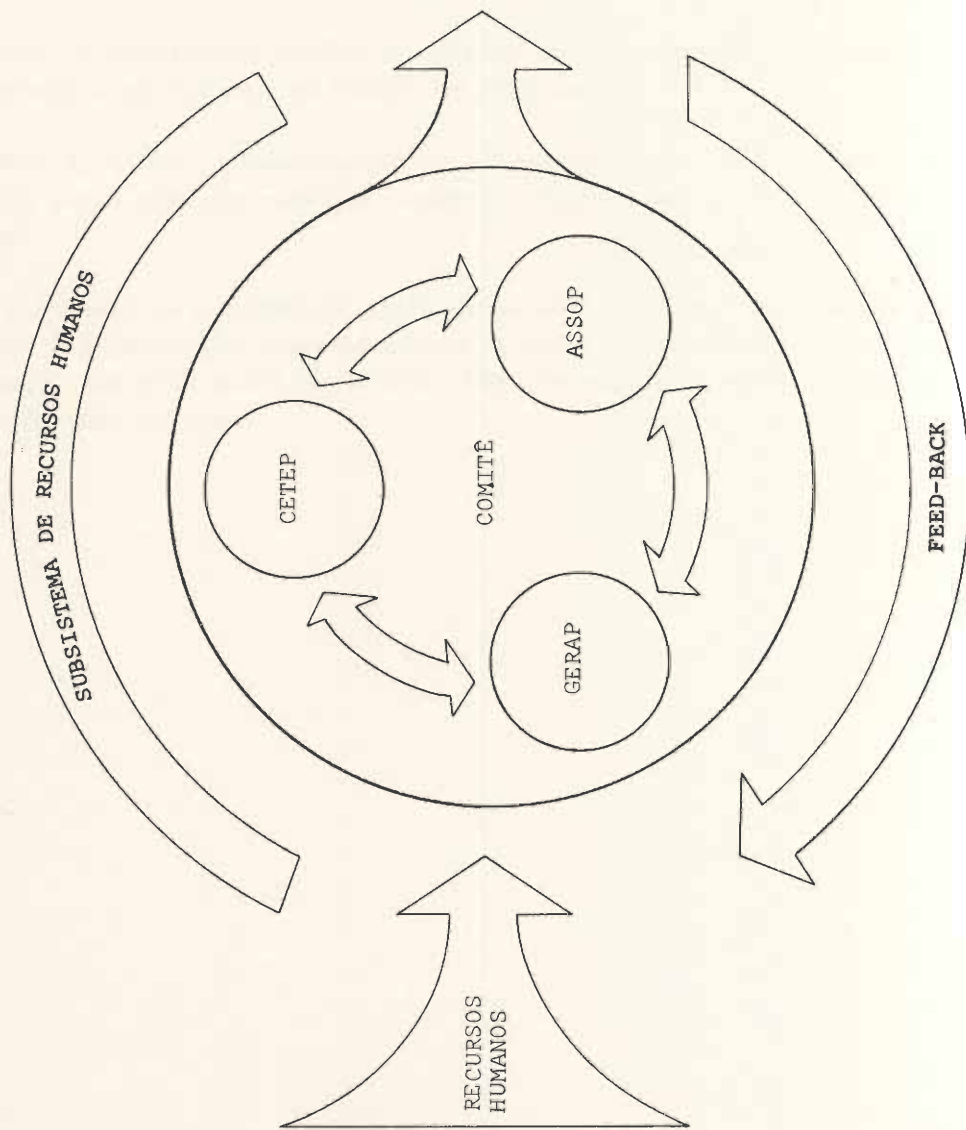 SUBSISTEMA DE RECURSOS HUMANOS
CETEP
COMITÊ
GERAP
ASSOP
RECURSOS
HUMANOS
FEED-BACK